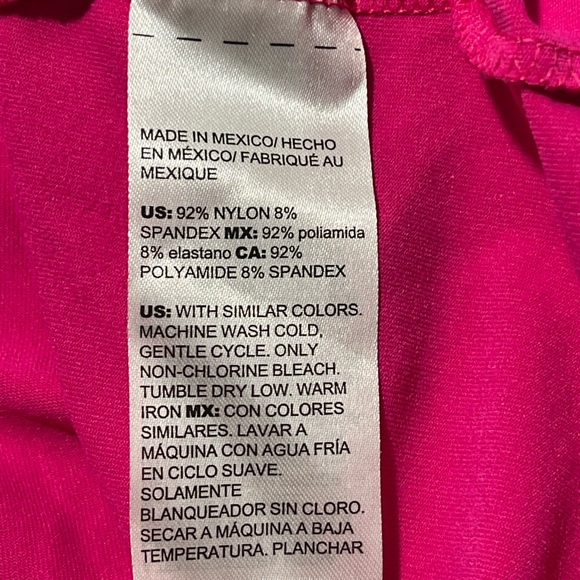 MADE IN MEXICO/ HECHO
EN MÉXICO/ FABRIQUÉ AU
MEXIQUE
US: 92% NYLON 8%
SPANDEX MX: 92% poliamida
8% elastano CA: 92%
POLYAMIDE 8% SPANDEX
US: WITH SIMILAR COLORS.
MACHINE WASH COLD,
GENTLE CYCLE. ONLY
NON-CHLORINE BLEACH.
TUMBLE DRY LOW. WARM
IRON MX: CON COLORES
SIMILARES. LAVAR A
MÁQUINA CON AGUA FRÍA
EN CICLO SUAVE.
SOLAMENTE
BLANQUEADOR SIN CLORO.
SECAR A MÁQUINA A BAJA
TEMPERATURA. PLANCHAR